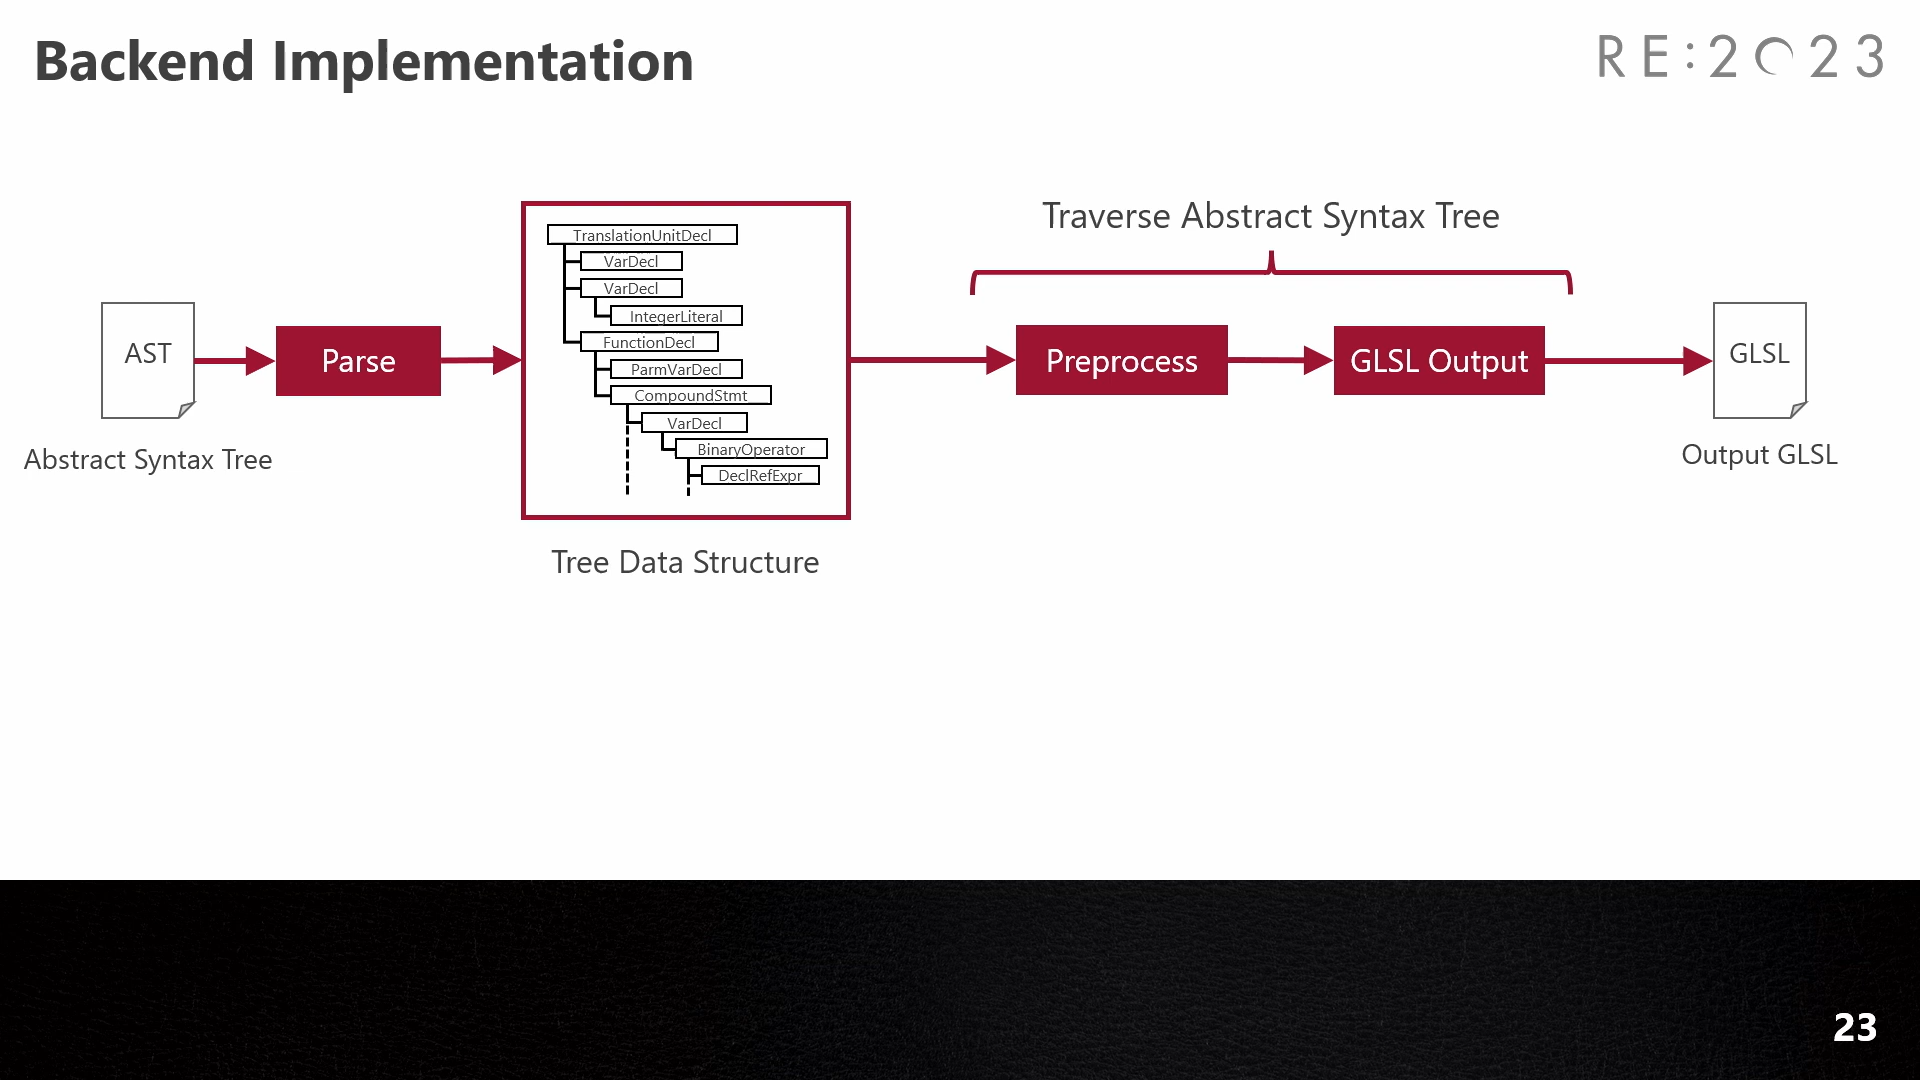 Backend Implementation
RE:2023
Traverse Abstract Syntax Tree
AST
Abstract Syntax Tree
Parse
TranslationUnitDecl
VarDecl
VarDecl
IntegerLiteral
FunctionDecl
ParmVarDecl
CompoundStmt
VarDecl
BinaryOperator
DeclRefExpr
Tree Data Structure
Preprocess
GLSL Output
GLSL
Output GLSL
23